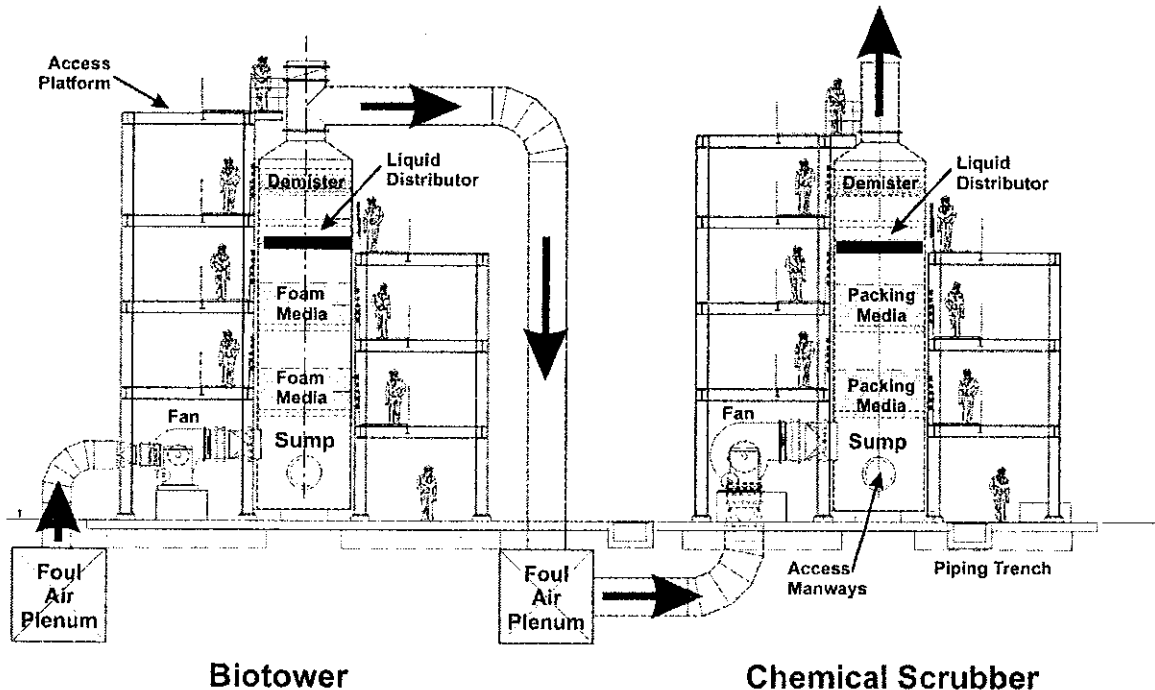 Access
Platform
Demister
Liquid
Distributor
Foam
Media
Foam
Media
Fan
Sump
Foul
Air
Plenum
Foul
Air
Plenum
Biotower
Demister
Liquid
Distributor
Packing
Media
Packing
Media
Fan
Sump
Access
Manways
Piping Trench
Chemical Scrubber